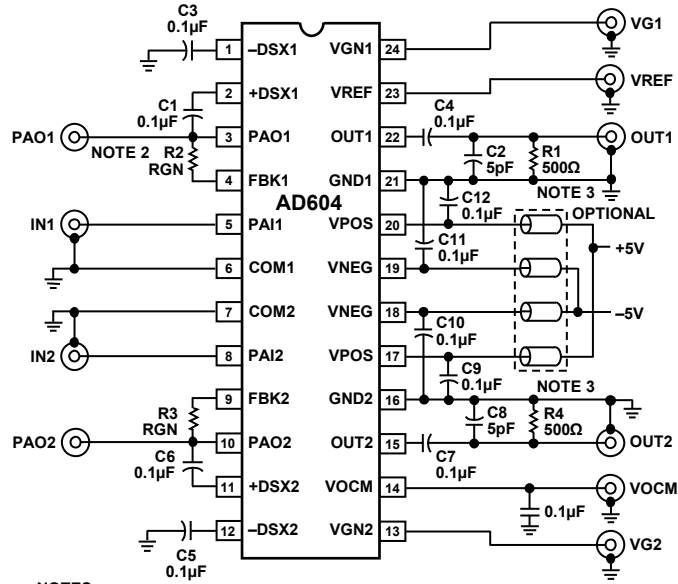 C3
0.1µF
1
–DSX1
VGN1
24
VG1
2
+DSX1
VREF
23
VREF
C1
0.1µF
C4
0.1µF
PAO1
3
PAO1
OUT1
22
OUT1
NOTE 2
R2
RGN
C2
5pF
R1
500Ω
4
FBK1
GND1
21
AD604
C12
0.1µF
NOTE 3
OPTIONAL
IN1
5
PAI1
VPOS
20
C11
0.1µF
+5V
6
COM1
VNEG
19
7
COM2
VNEG
18
–5V
C10
0.1µF
IN2
8
PAI2
VPOS
17
C9
0.1µF
NOTE 3
9
FBK2
GND2
16
R3
RGN
C8
5pF
R4
500Ω
PAO2
10
PAO2
OUT2
15
OUT2
C6
0.1µF
C7
0.1µF
11
+DSX2
VOCM
14
VOCM
0.1µF
12
–DSX2
VGN2
13
VG2
C5
0.1µF